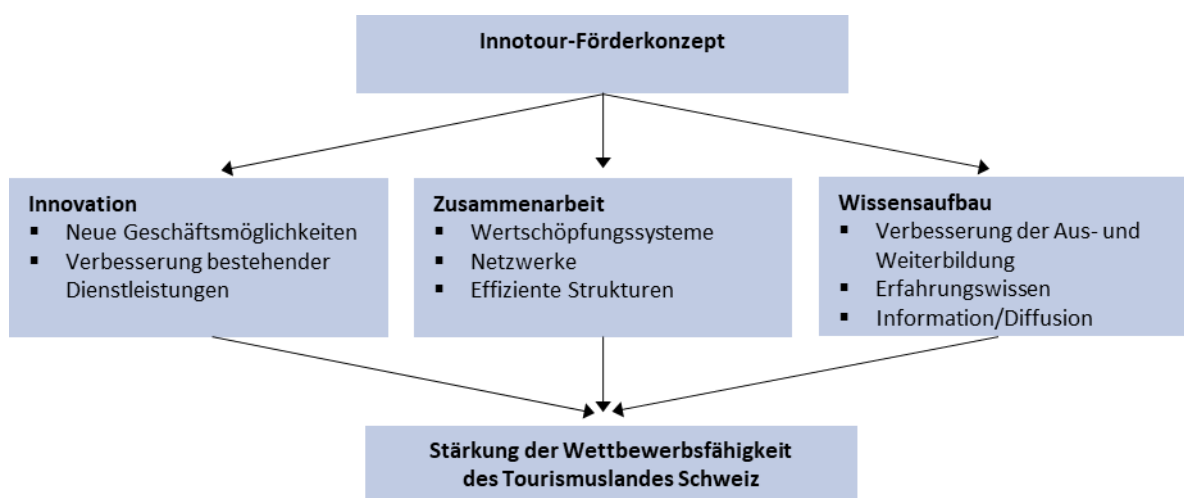 Innotour-Förderkonzept
Innovation
▪ Neue Geschäftsmöglichkeiten
▪ Verbesserung bestehender
Dienstleistungen
Zusammenarbeit
▪ Wertschöpfungssysteme
▪ Netzwerke
▪ Effiziente Strukturen
Wissensaufbau
▪ Verbesserung der Aus- und
Weiterbildung
▪ Erfahrungswissen
▪ Information/Diffusion
Stärkung der Wettbewerbsfähigkeit
des Tourismuslandes Schweiz